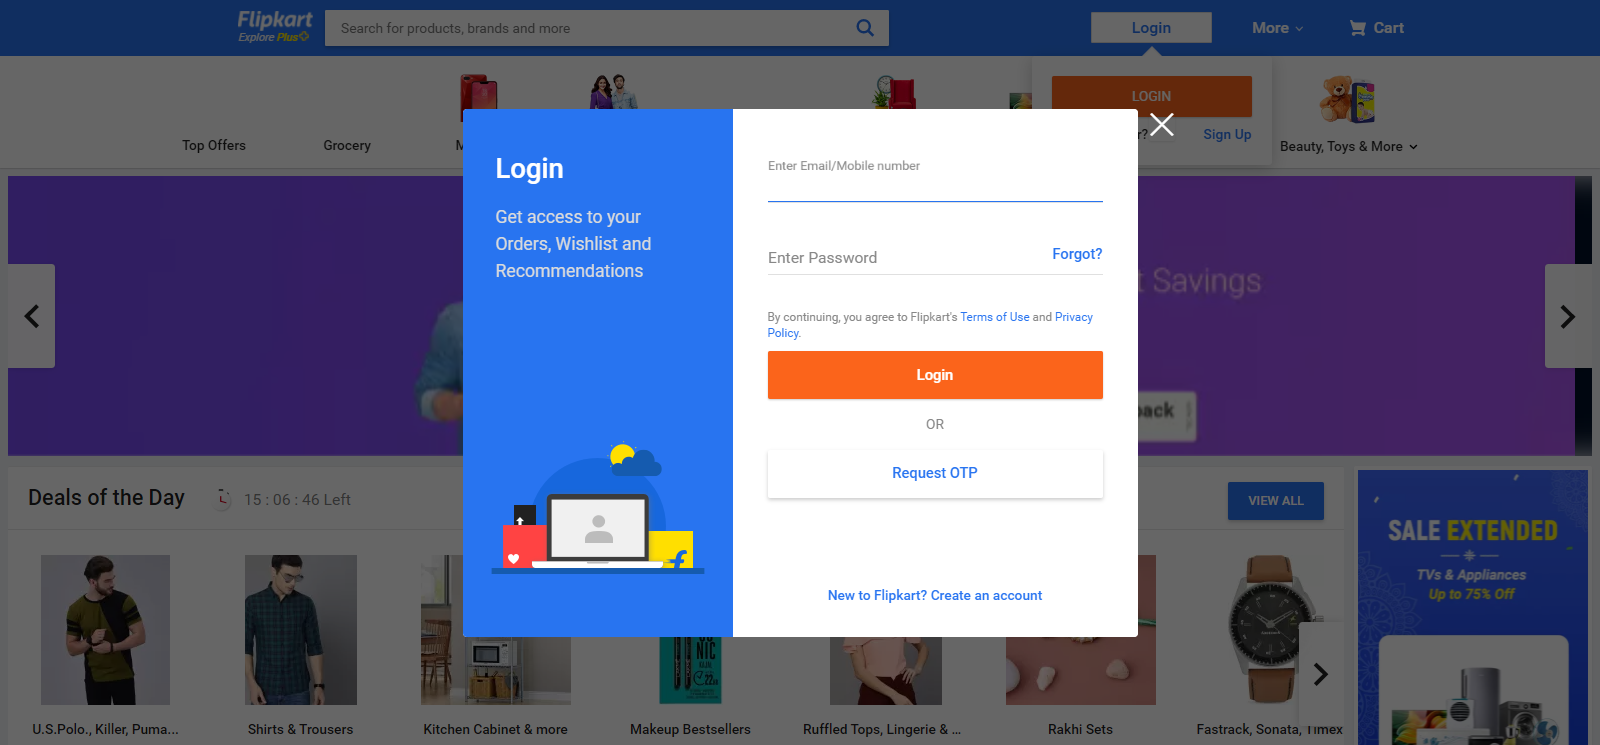 Flipkart
Explore Plus
Search for products, brands and more
Login
More
Cart
LOGIN
r?
Sign Up
Top Offers
Grocery
M
Beauty, Toys & More
Login
Get access to your
Orders, Wishlist and
Recommendations
Enter Email/Mobile number
Enter Password
Forgot?
By continuing, you agree to Flipkart's Terms of Use and Privacy
Policy.
Login
OR
Request OTP
New to Flipkart? Create an account
t Savings
back
Deals of the Day
15 : 06 : 46 Left
VIEW ALL
SALE EXTENDED
TVs & Appliances
Up to 75% Off
U.S.Polo., Killer, Puma...
Shirts & Trousers
Kitchen Cabinet & more
Makeup Bestsellers
Ruffled Tops, Lingerie & ...
Rakhi Sets
Fastrack, Sonata, Timex